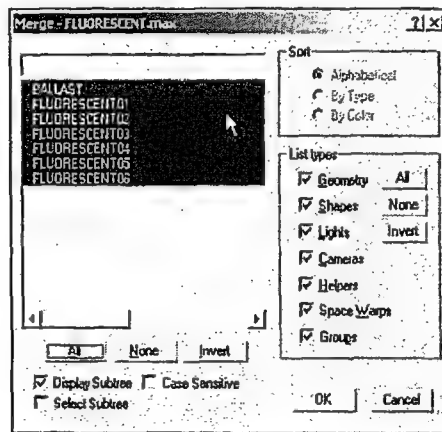 Merge - FLUORESCENT.max
Sort
Alphabetical
By Type
By Color
BALLAST
FLUORESCENT01
FLUORESCENT02
FLUORESCENT03
FLUORESCENT04
FLUORESCENT05
FLUORESCENT06
List types
Geometry All
Shapes None
Lights Invert
Cameras
Helpers
Space Warps
Groups
All None Invert
Display Subtree Case Sensitive
Select Subtree
OK Cancel